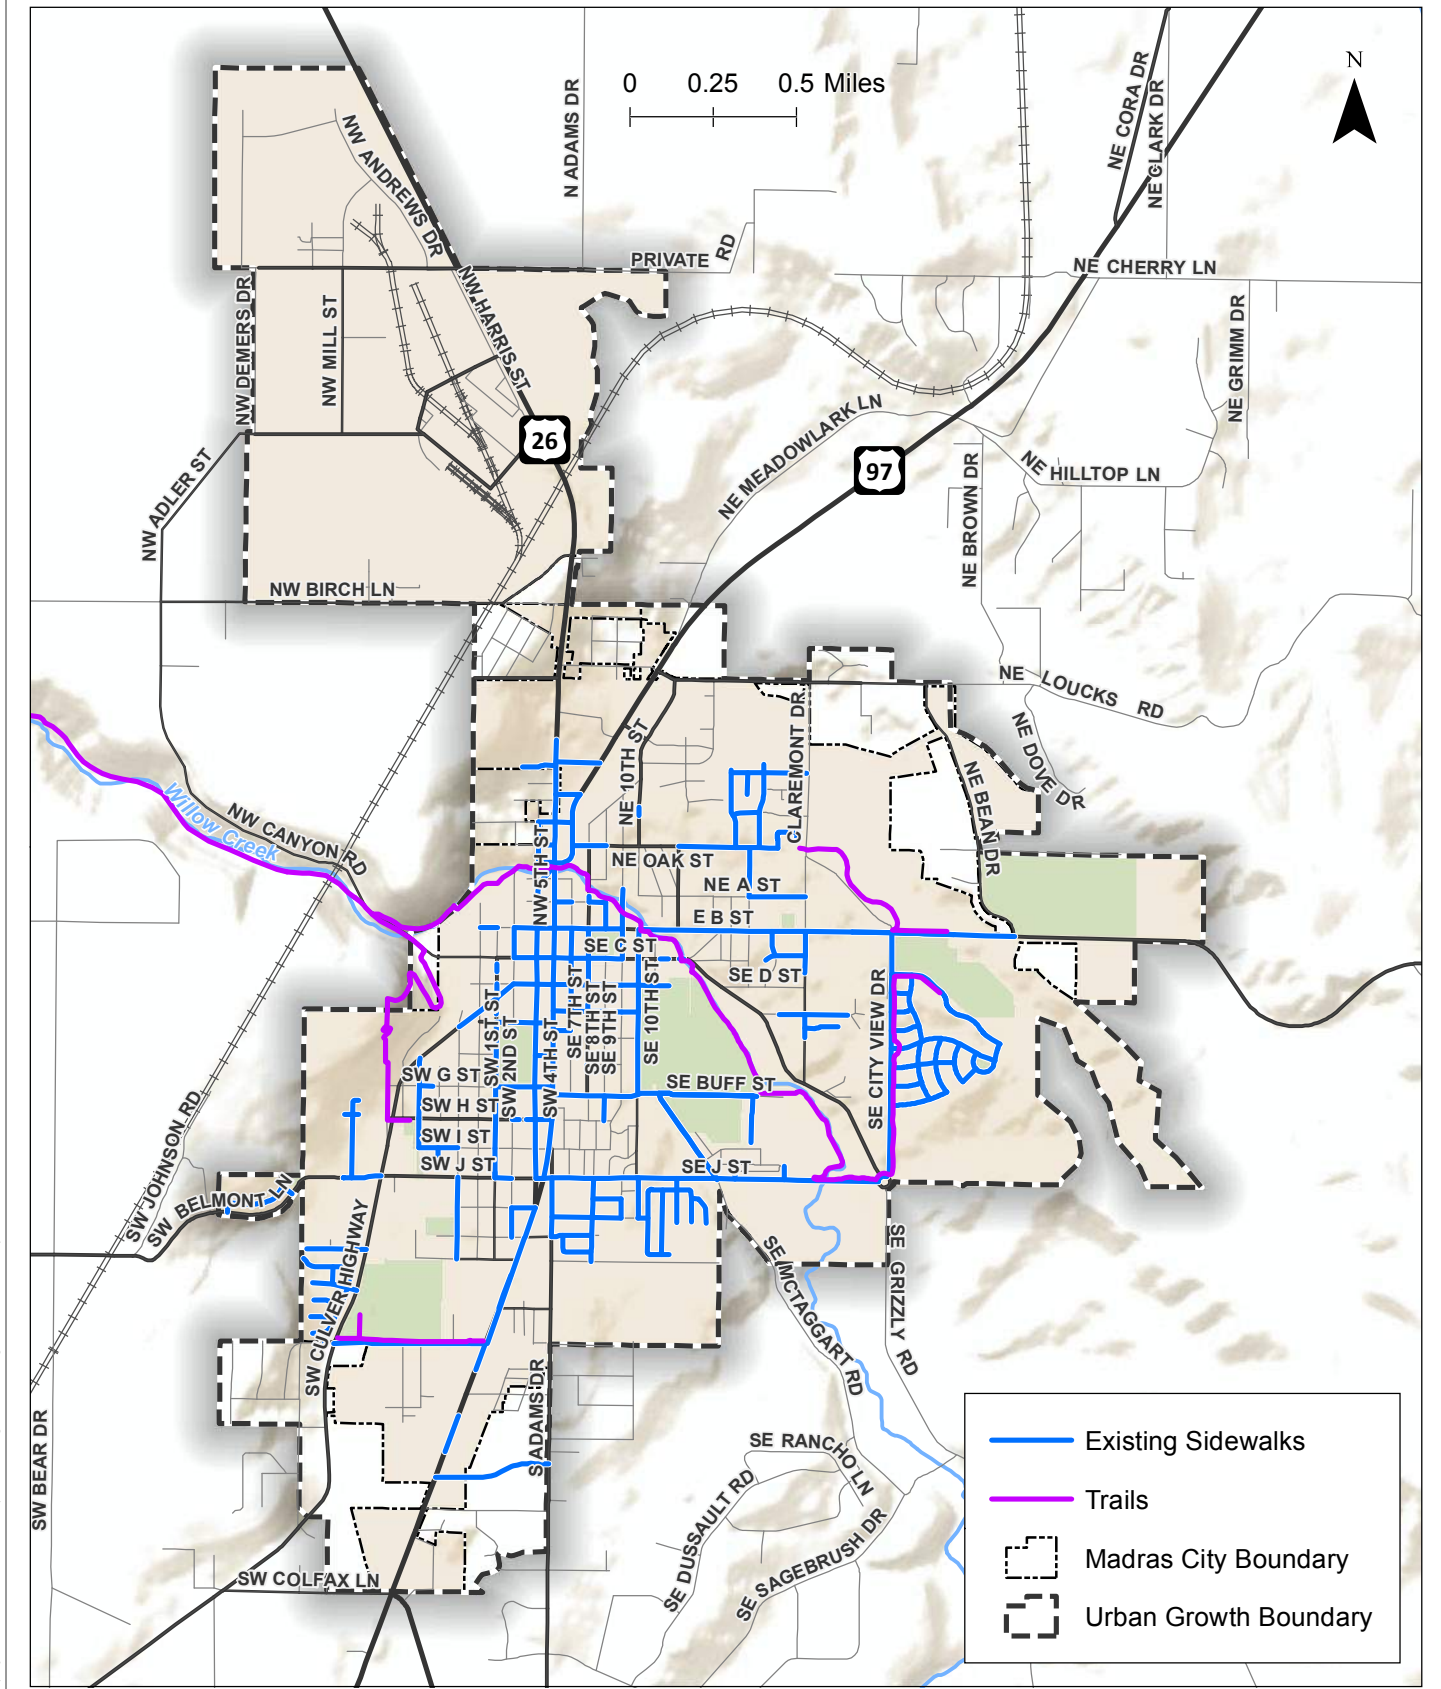 0 0.25 0.5 Miles
N
N ADAMS DR
NE CORA DR
NE CLARK DR
NW ANDREWS DR
PRIVATE RD
NE CHERRY LN
NW DEMERS DR
NW MILL ST
NW HARRIS ST
NE GRIMM DR
26
97
NE MEADOWLARK LN
NE HILLTOP LN
NE BROWN DR
NW ADLER ST
NW BIRCH LN
NE LOUCKS RD
NE DOVE DR
NE BEAN DR
CLAREMONT DR
NE 10TH ST
Willow Creek
NW CANYON RD
NW 5TH ST
NE OAK ST
NE A ST
E B ST
SE C ST
SE D ST
SE CITY VIEW DR
SW 1ST ST
SW 2ND ST
SW 4TH ST
SE 7TH ST
SE 8TH ST
SE 9TH ST
SE 10TH ST
SW G ST
SE BUFF ST
SW H ST
SW I ST
SW J ST
SE J ST
SW JOHNSON RD
SW BELMONT LN
SW CULVER HIGHWAY
SE MCTAGGART RD
SE GRIZZLY RD
S ADAMS DR
SW BEAR DR
SE RANCHO LN
SE DUSSAULT RD
SE SAGEBRUSH DR
SW COLFAX LN
Existing Sidewalks
Trails
Madras City Boundary
Urban Growth Boundary